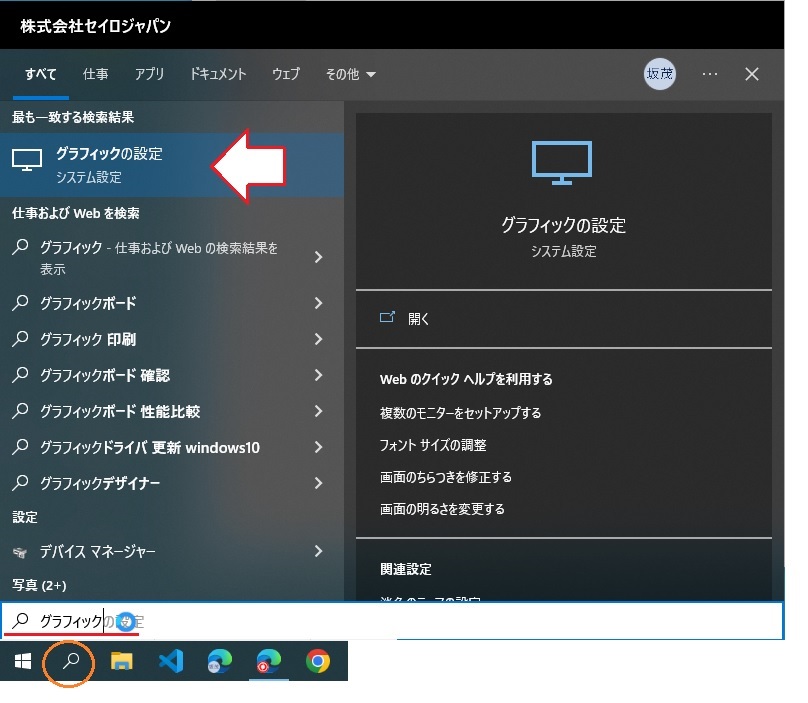 株式会社セイロジャパン
すべて 仕事 アプリ ドキュメント ウェブ その他 坂茂
最も一致する検索結果
グラフィックの設定
システム設定
仕事および Web を検索
グラフィック - 仕事および Web の検索結果を
表示
グラフィックボード
グラフィック 印刷
グラフィックボード 確認
グラフィックボード 性能比較
グラフィックドライバ 更新 windows10
グラフィックデザイナー
設定
デバイス マネージャー
写真 (2+)
グラフィックの設定
システム設定
開く
Web のクイック ヘルプを利用する
複数のモニターをセットアップする
フォント サイズの調整
画面のちらつきを修正する
画面の明るさを変更する
関連設定
グラフィックの